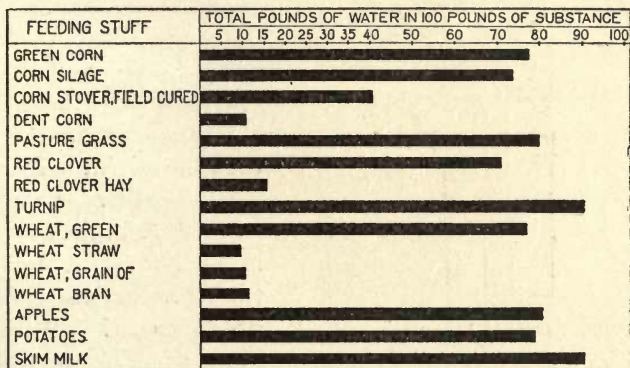 FEEDING STUFF
TOTAL POUNDS OF WATER IN 100 POUNDS OF SUBSTANCE
5 10 15 20 25 30 35 40 50 60 70 80 90 100
GREEN CORN
CORN SILAGE
CORN STOVER, FIELD CURED
DENT CORN
PASTURE GRASS
RED CLOVER
RED CLOVER HAY
TURNIP
WHEAT, GREEN
WHEAT STRAW
WHEAT, GRAIN OF
WHEAT BRAN
APPLES
POTATOES
SKIM MILK